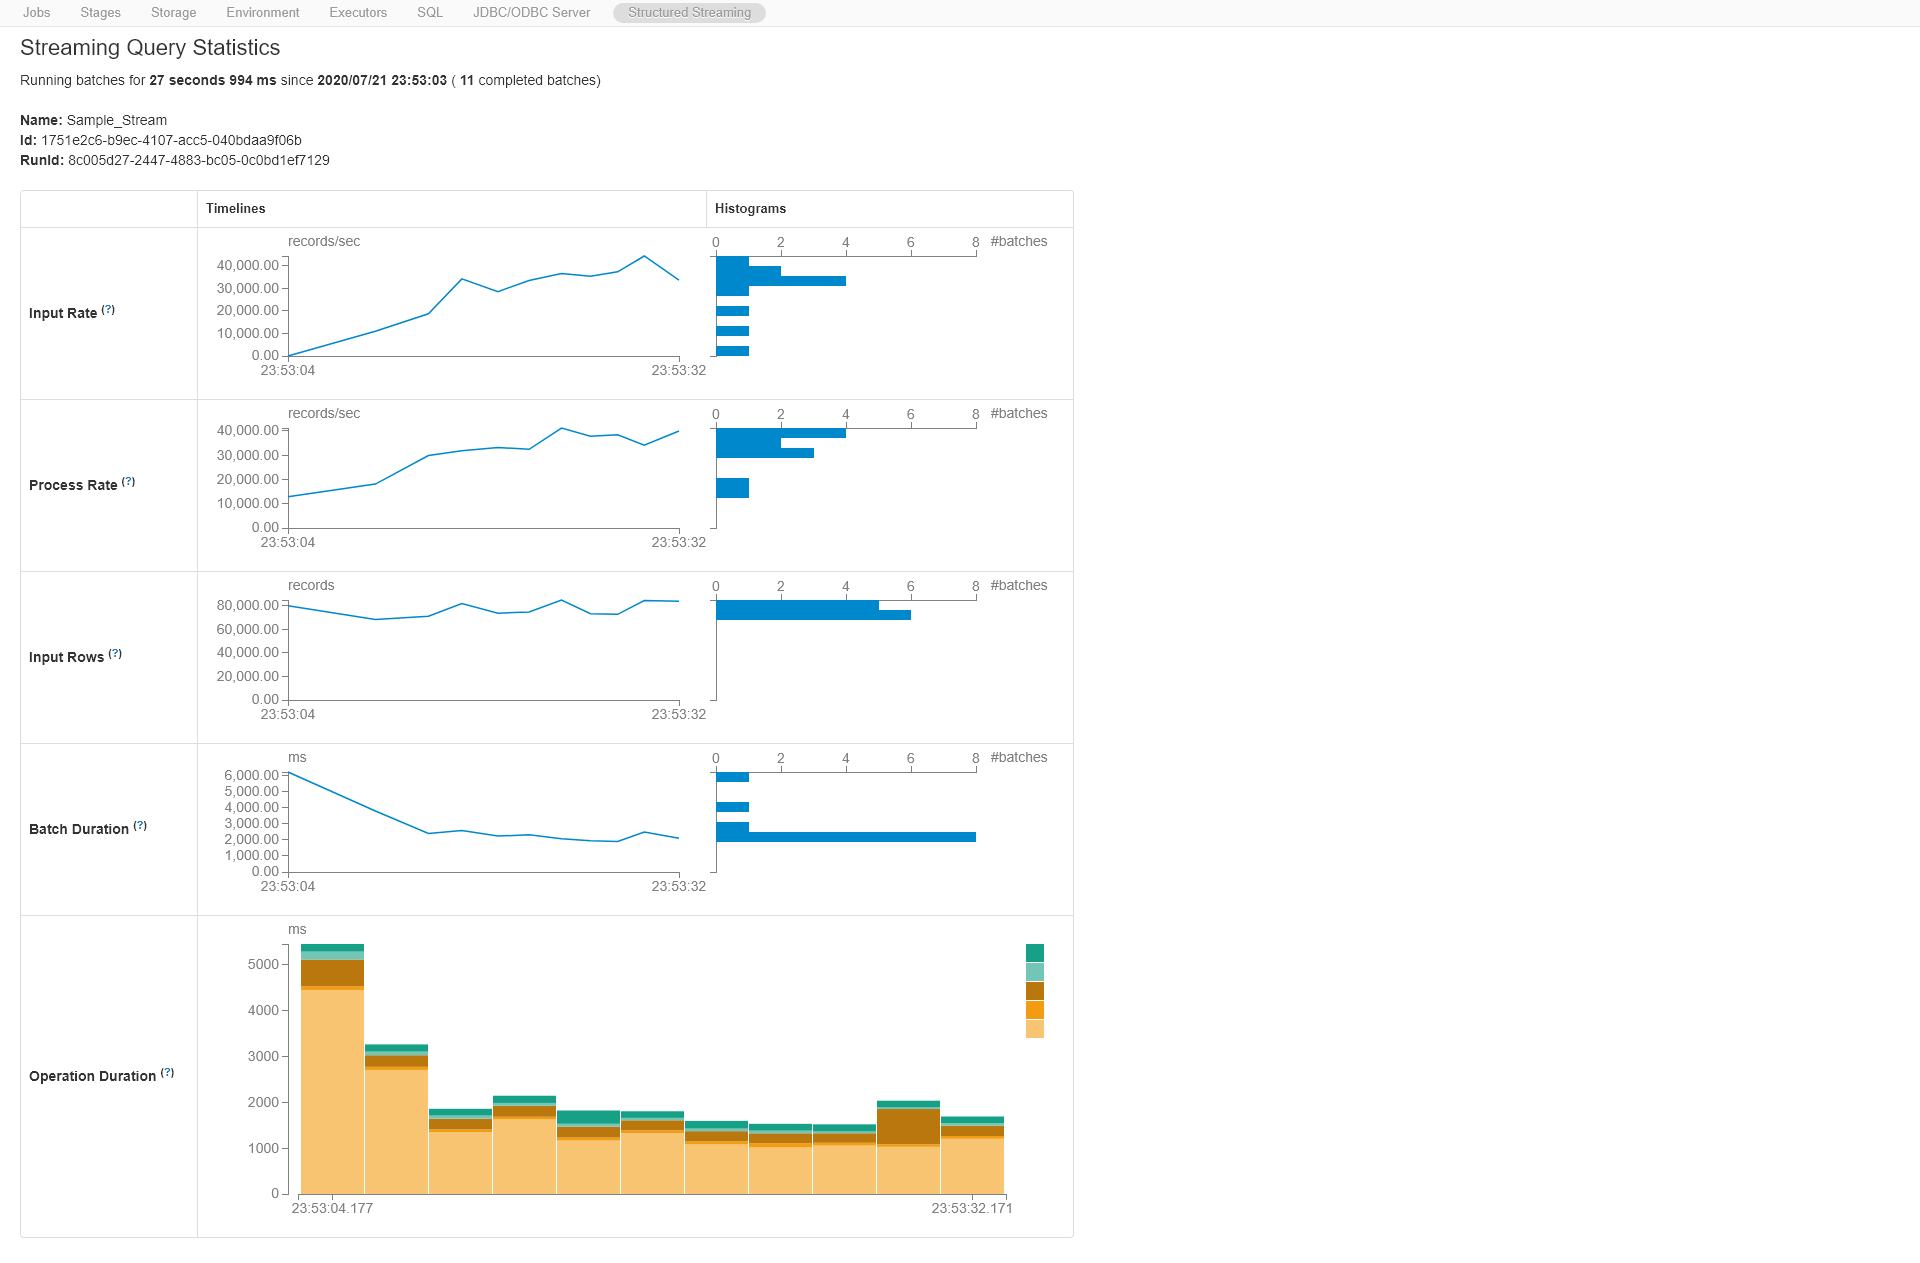 Jobs Stages Storage Environment Executors SQL JDBC/ODBC Server Structured Streaming
Streaming Query Statistics
Running batches for 27 seconds 994 ms since 2020/07/21 23:53:03 ( 11 completed batches)
Name: Sample_Stream
Id: 1751e2c6-b9ec-4107-acc5-040bdaa9f06b
RunId: 8c005d27-2447-4883-bc05-0c0bd1ef7129
Timelines Histograms
Input Rate (?)
records/sec
40,000.00
30,000.00
20,000.00
10,000.00
0.00
23:53:04 23:53:32
0 2 4 6 8 #batches
Process Rate (?)
records/sec
40,000.00
30,000.00
20,000.00
10,000.00
0.00
23:53:04 23:53:32
0 2 4 6 8 #batches
Input Rows (?)
records
80,000.00
60,000.00
40,000.00
20,000.00
0.00
23:53:04 23:53:32
0 2 4 6 8 #batches
Batch Duration (?)
ms
6,000.00
5,000.00
4,000.00
3,000.00
2,000.00
1,000.00
0.00
23:53:04 23:53:32
0 2 4 6 8 #batches
Operation Duration (?)
ms
5000
4000
3000
2000
1000
0
23:53:04.177 23:53:32.171